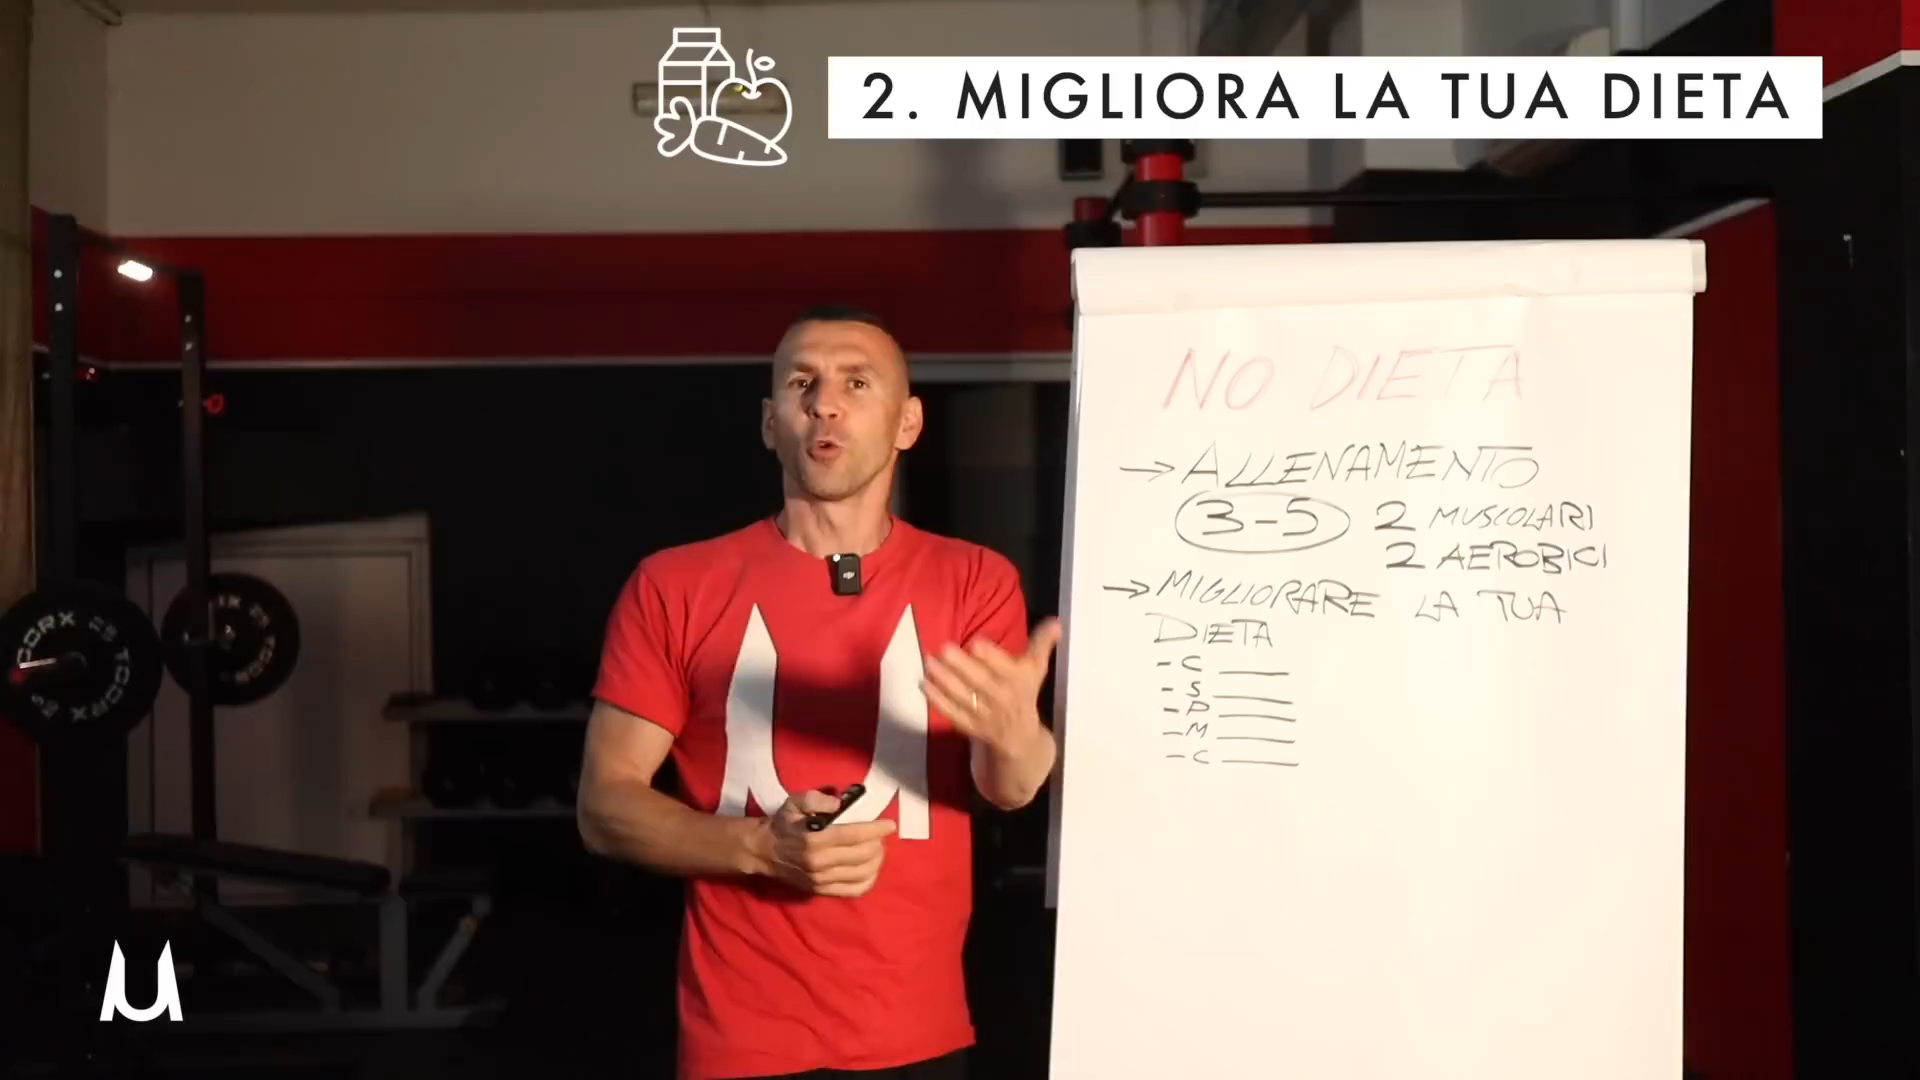 2. MIGLIORA LA TUA DIETA
NO DIETA
→ ALLENAMENTO
3-5 2 MUSCOLARI
2 AEROBICI
→ MIGLIORARE LA TUA
DIETA
- C
- S
- P
- M
- C